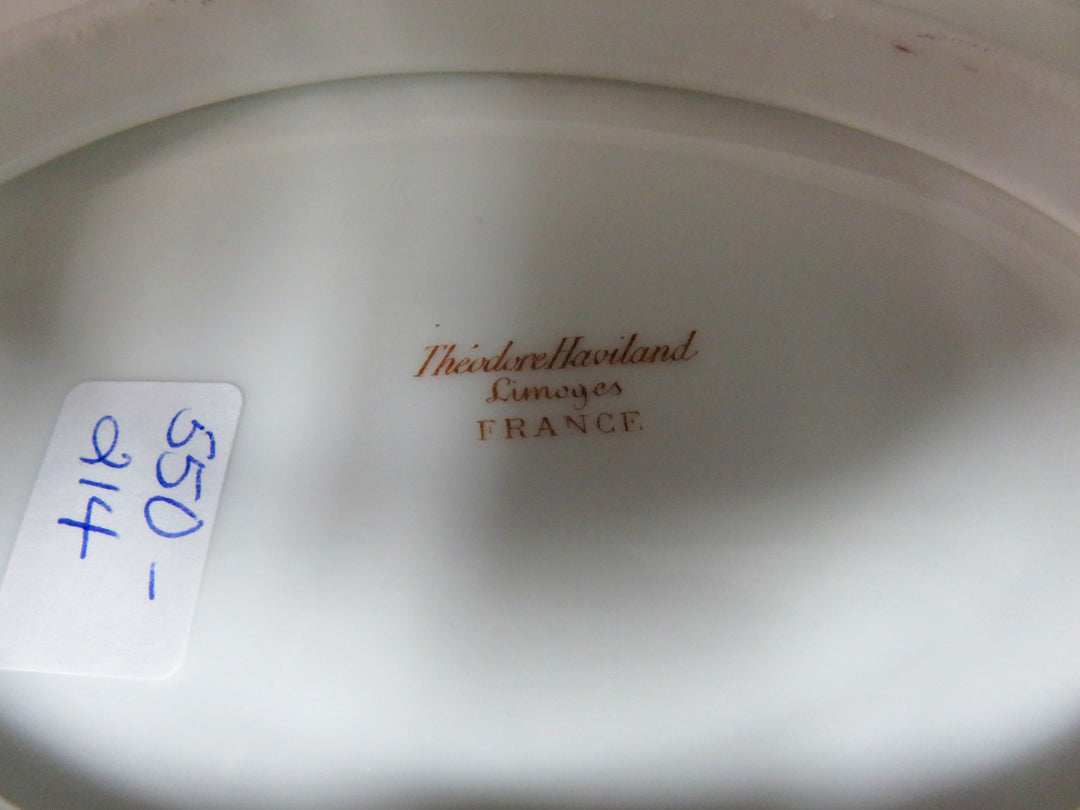 Théodore Haviland
Limoges
FRANCE
550 -
214